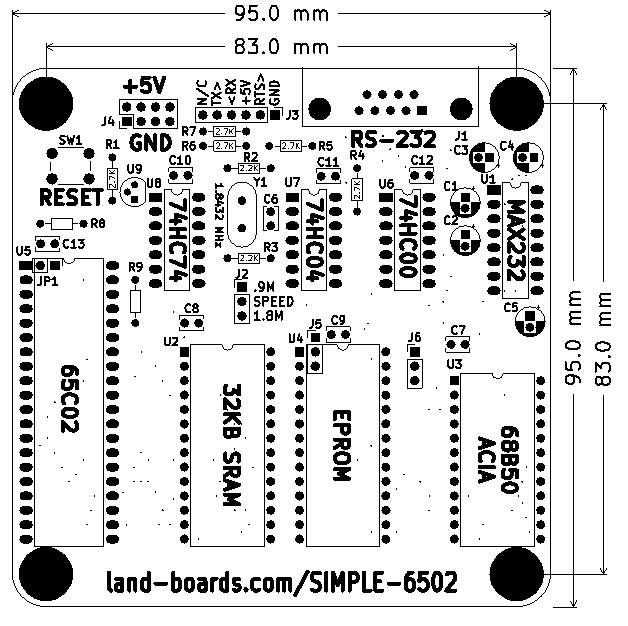 95.0 mm
83.0 mm
+5V
N/C
TX>
<RX
+5V
RTS>
GND
J4
J3
GND
SW1
R1
2.7K
R7
2.7K
R6
2.7K
2.7K
R5
RS-232
J1
C3
C4
U9
C10
R2
2.2K
C11
R4
2.7K
C12
RESET
U8
74HC74
1.8432 MHz
Y1
C6
U7
74HC04
U6
74HC00
C1
C2
U1
MAX232
R8
C13
U5
JP1
R9
R3
2.2K
J2
.9M
SPEED
1.8M
C5
C8
U2
J5
C9
U4
J6
C7
U3
65C02
32KB SRAM
EPROM
68B50
ACIA
95.0 mm
83.0 mm
land-boards.com/SIMPLE-6502